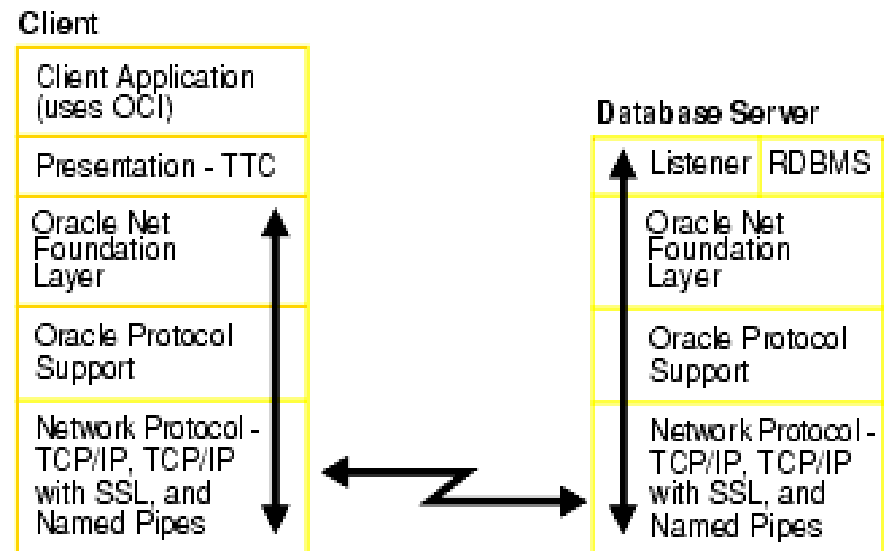 Client
Client Application
(uses OCI)
Presentation - TTC
Oracle Net
Foundation
Layer
Oracle Protocol
Support
Network Protocol -
TCP/IP, TCP/IP
with SSL, and
Named Pipes
Database Server
Listener RDBMS
Oracle Net
Foundation
Layer
Oracle Protocol
Support
Network Protocol -
TCP/IP, TCP/IP
with SSL, and
Named Pipes